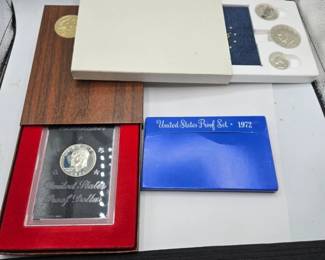 United States Proof Set • 1972
United States
Proof Dollar